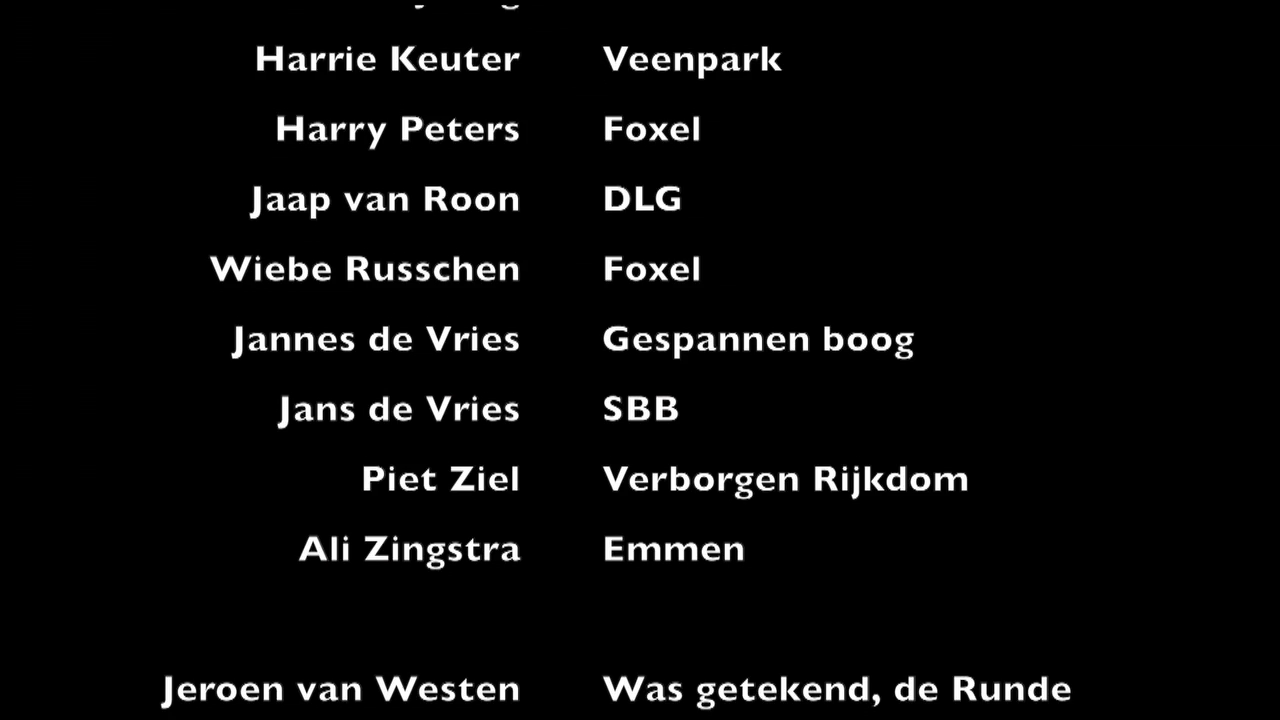 Harrie Keuter Veenpark
Harry Peters Foxel
Jaap van Roon DLG
Wiebe Russchen Foxel
Jannes de Vries Gespannen boog
Jans de Vries SBB
Piet Ziel Verborgen Rijkdom
Ali Zingstra Emmen
Jeroen van Westen Was getekend, de Runde